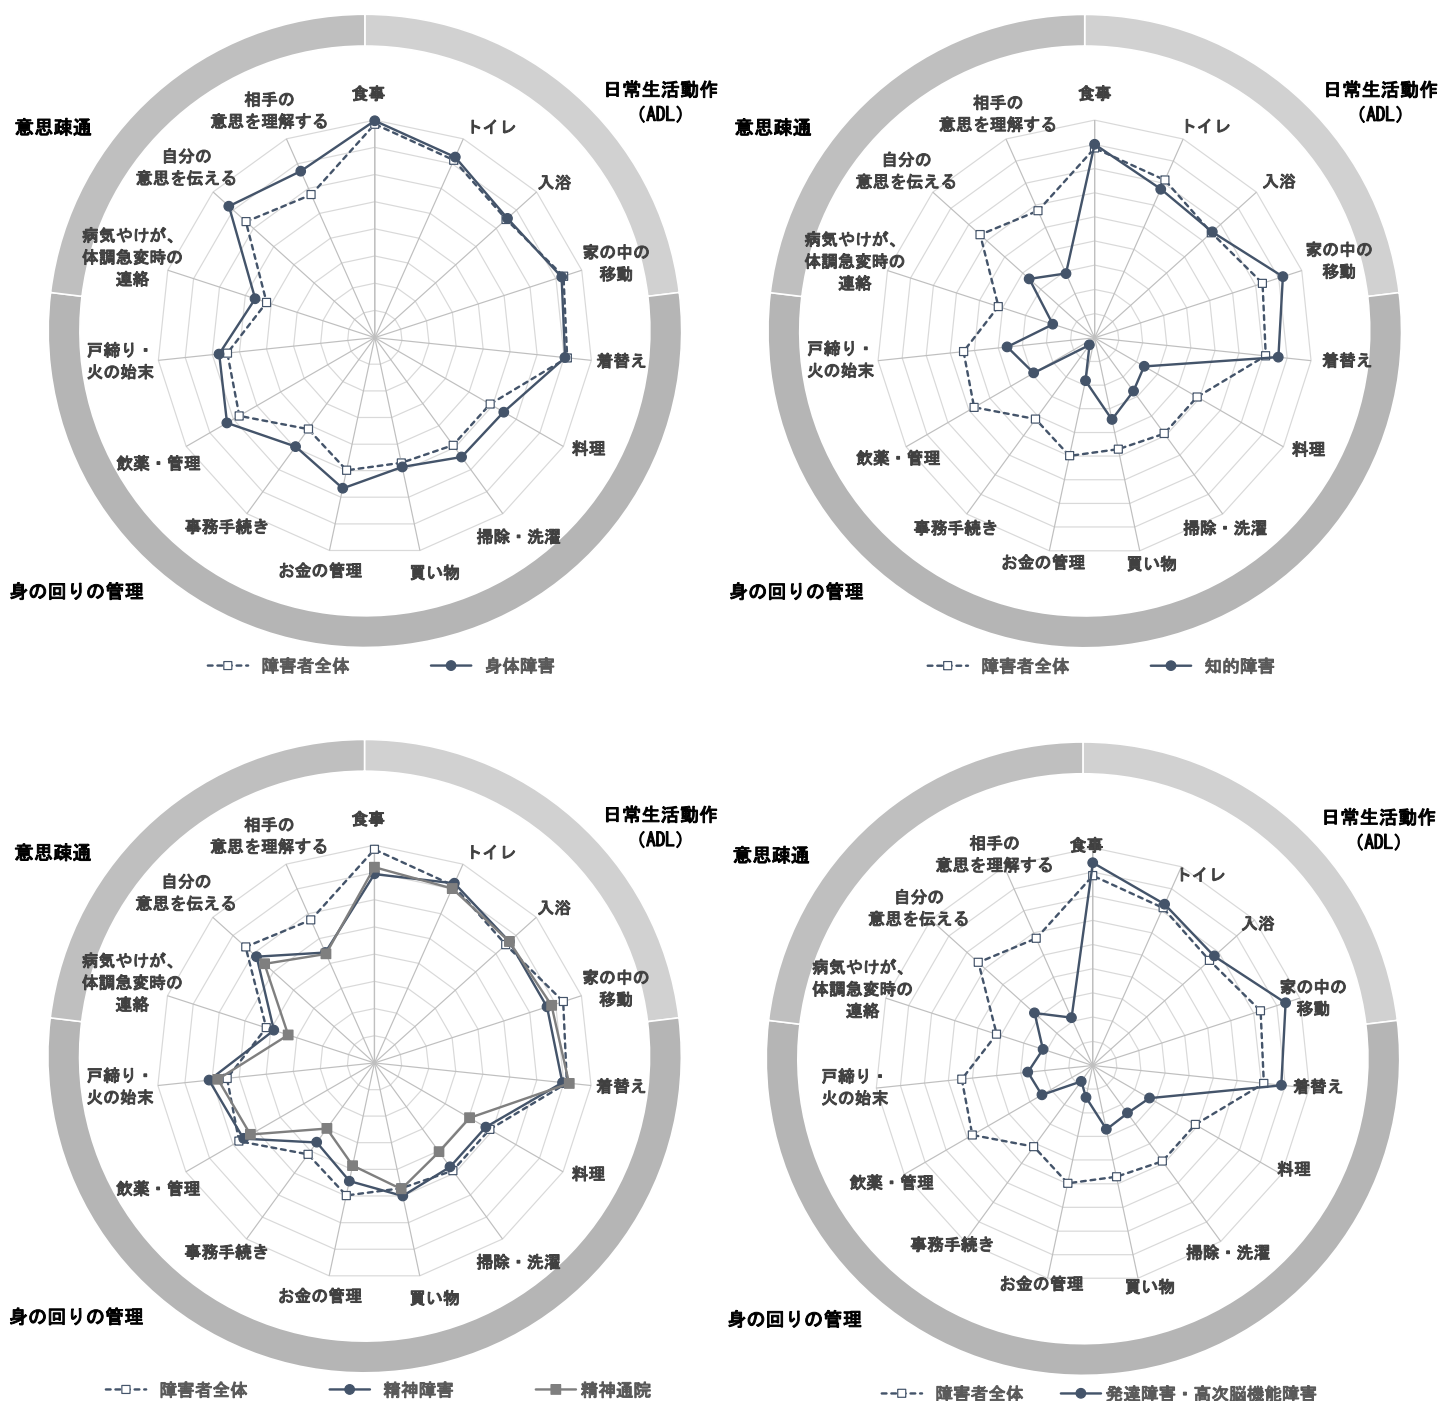 食事
日常生活動作
(ADL)
相手の
意思を理解する
トイレ
意思疎通
自分の
意思を伝える
入浴
病気やけが、
体調急変時の
連絡
家の中の
移動
戸締り・
火の始末
着替え
飲薬・管理
料理
事務手続き
掃除・洗濯
お金の管理
買い物
身の回りの管理
障害者全体
身体障害
食事
日常生活動作
(ADL)
相手の
意思を理解する
トイレ
意思疎通
自分の
意思を伝える
入浴
病気やけが、
体調急変時の
連絡
家の中の
移動
戸締り・
火の始末
着替え
飲薬・管理
料理
事務手続き
掃除・洗濯
お金の管理
買い物
身の回りの管理
障害者全体
知的障害
食事
日常生活動作
(ADL)
相手の
意思を理解する
トイレ
意思疎通
自分の
意思を伝える
入浴
病気やけが、
体調急変時の
連絡
家の中の
移動
戸締り・
火の始末
着替え
飲薬・管理
料理
事務手続き
掃除・洗濯
お金の管理
買い物
身の回りの管理
障害者全体
精神障害
精神通院
食事
日常生活動作
(ADL)
相手の
意思を理解する
トイレ
意思疎通
自分の
意思を伝える
入浴
病気やけが、
体調急変時の
連絡
家の中の
移動
戸締り・
火の始末
着替え
飲薬・管理
料理
事務手続き
掃除・洗濯
お金の管理
買い物
身の回りの管理
障害者全体
発達障害・高次脳機能障害